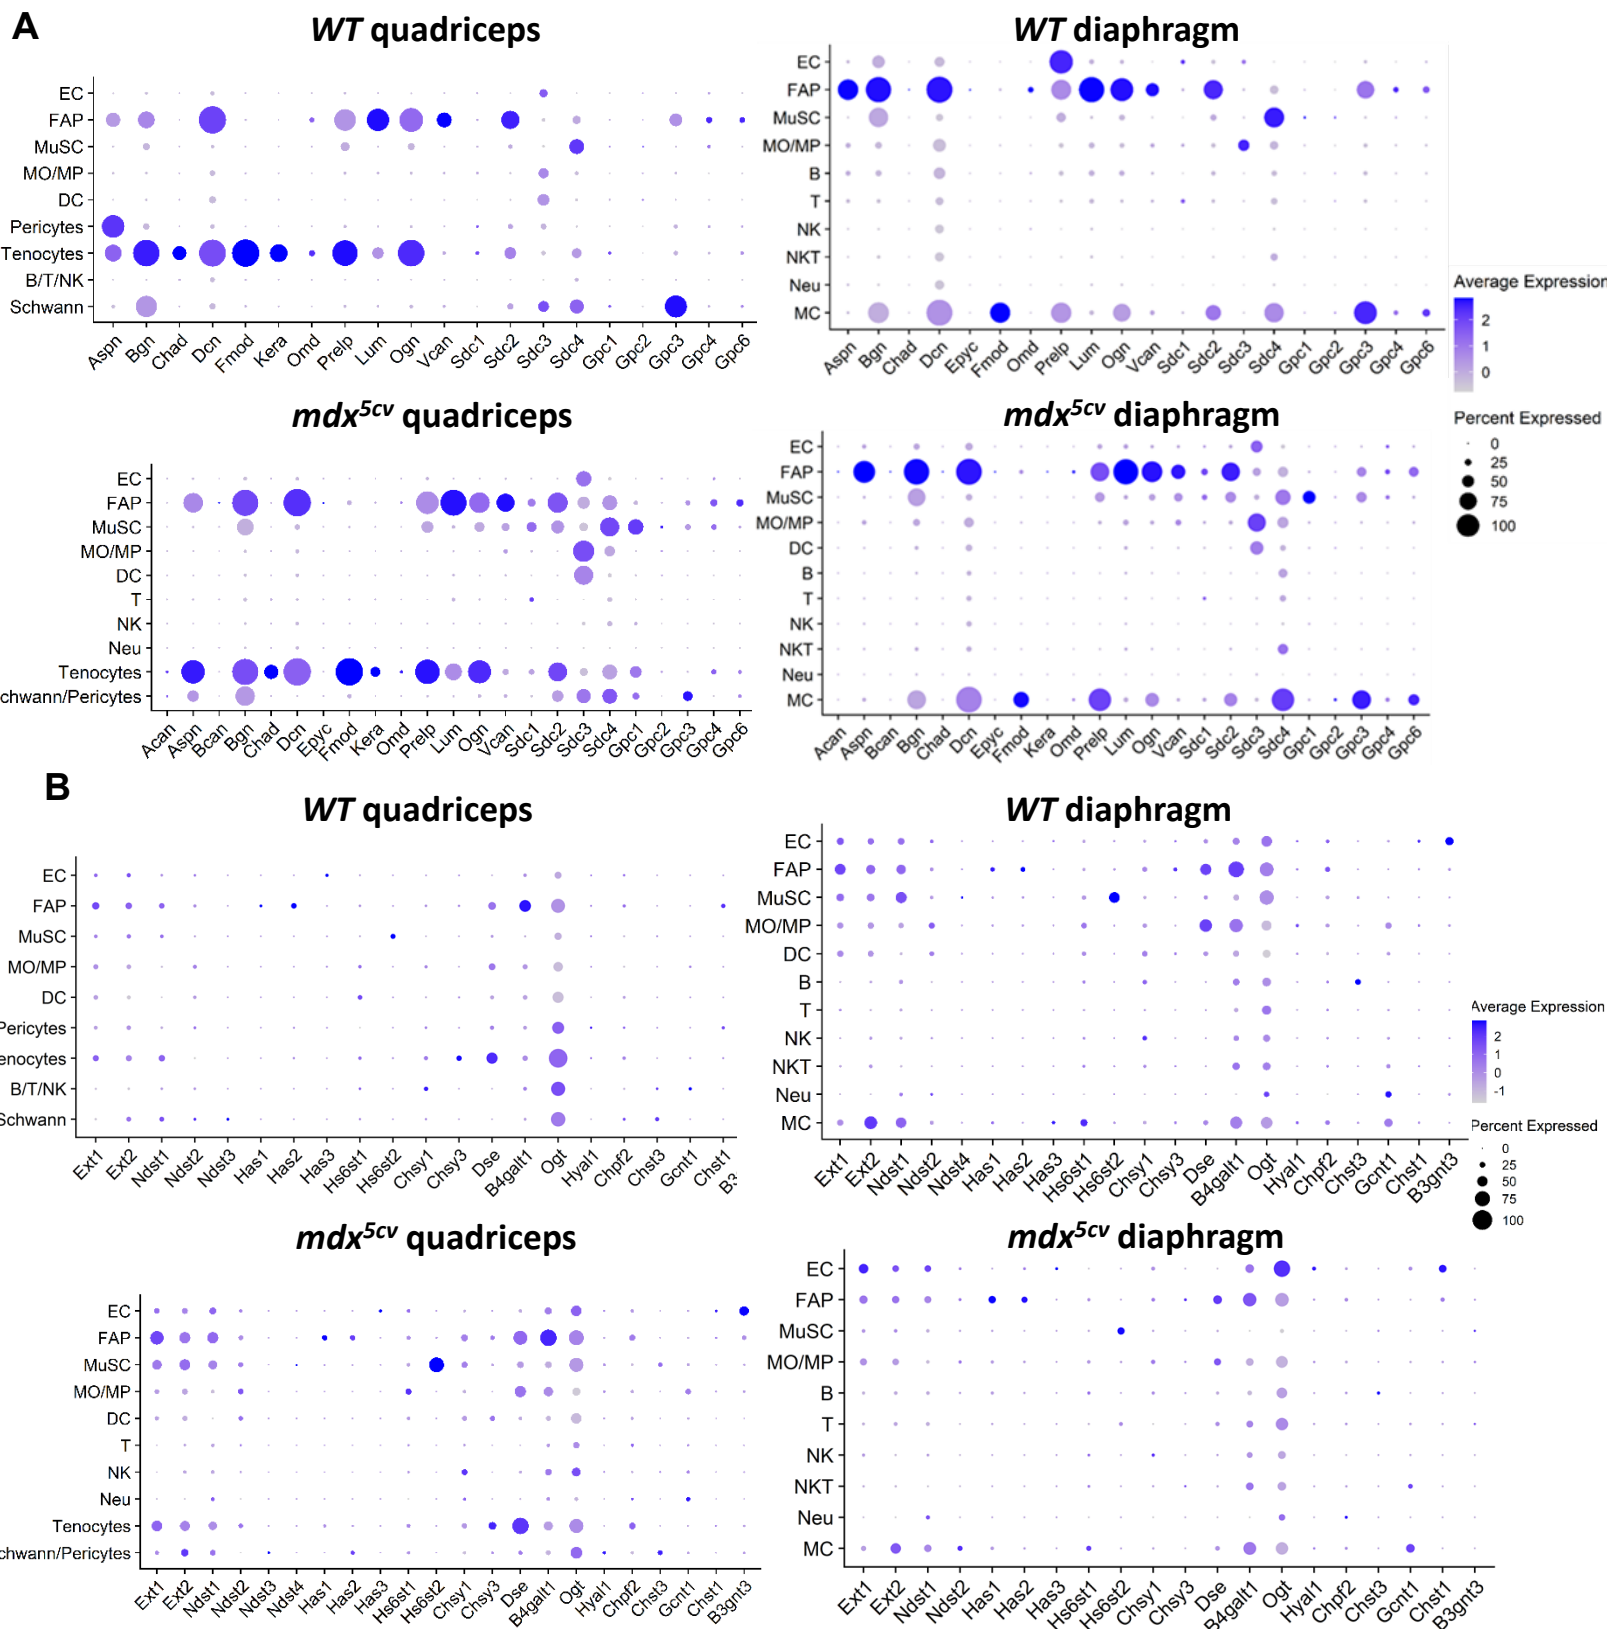 A
WT quadriceps
EC
FAP
MuSC
MO/MP
DC
Pericytes
Tenocytes
B/T/NK
Schwann
Aspn Bgn Chad Dcn Fmod Kera Omd Prelp Lum Ogn Vcan Sdc1 Sdc2 Sdc3 Sdc4 Gpc1 Gpc2 Gpc3 Gpc4 Gpc6
WT diaphragm
EC
FAP
MuSC
MO/MP
B
T
NK
NKT
Neu
MC
Aspn Bgn Chad Dcn Epyc Fmod Omd Prelp Lum Ogn Vcan Sdc1 Sdc2 Sdc3 Sdc4 Gpc1 Gpc2 Gpc3 Gpc4 Gpc6
Average Expression
2
1
0
Percent Expressed
0
25
50
75
100
mdx5cv quadriceps
EC
FAP
MuSC
MO/MP
DC
T
NK
Neu
Tenocytes
chwann/Pericytes
Acan Aspn Bcan Bgn Chad Dcn Epyc Fmod Kera Omd Prelp Lum Ogn Vcan Sdc1 Sdc2 Sdc3 Sdc4 Gpc1 Gpc2 Gpc3 Gpc4 Gpc6
mdx5cv diaphragm
EC
FAP
MuSC
MO/MP
DC
B
T
NK
NKT
Neu
MC
Acan Aspn Bcan Bgn Chad Dcn Epyc Fmod Kera Omd Prelp Lum Ogn Vcan Sdc1 Sdc2 Sdc3 Sdc4 Gpc1 Gpc2 Gpc3 Gpc4 Gpc6
B
WT quadriceps
EC
FAP
MuSC
MO/MP
DC
Pericytes
enocytes
B/T/NK
Schwann
Ext1 Ext2 Ndst1 Ndst2 Ndst3 Has1 Has2 Has3 Hs6st1 Hs6st2 Chsy1 Chsy3 Dse B4galt1 Ogt Hyal1 Chpf2 Chst3 Gcnt1 Chst1 B3
WT diaphragm
EC
FAP
MuSC
MO/MP
DC
B
T
NK
NKT
Neu
MC
Ext1 Ext2 Ndst1 Ndst2 Ndst4 Has1 Has2 Has3 Hs6st1 Hs6st2 Chsy1 Chsy3 Dse B4galt1 Ogt Hyal1 Chpf2 Chst3 Gcnt1 Chst1 B3gnt3
Average Expression
2
1
0
-1
Percent Expressed
0
25
50
75
100
mdx5cv quadriceps
EC
FAP
MuSC
MO/MP
DC
T
NK
Neu
Tenocytes
chwann/Pericytes
Ext1 Ext2 Ndst1 Ndst2 Ndst3 Ndst4 Has1 Has2 Has3 Hs6st1 Hs6st2 Chsy1 Chsy3 Dse B4galt1 Ogt Hyal1 Chpf2 Chst3 Gcnt1 Chst1 B3gnt3
mdx5cv diaphragm
EC
FAP
MuSC
MO/MP
B
T
NK
NKT
Neu
MC
Ext1 Ext2 Ndst1 Ndst2 Has1 Has2 Has3 Hs6st1 Hs6st2 Chsy1 Chsy3 Dse B4galt1 Ogt Hyal1 Chpf2 Chst3 Gcnt1 Chst1 B3gnt3